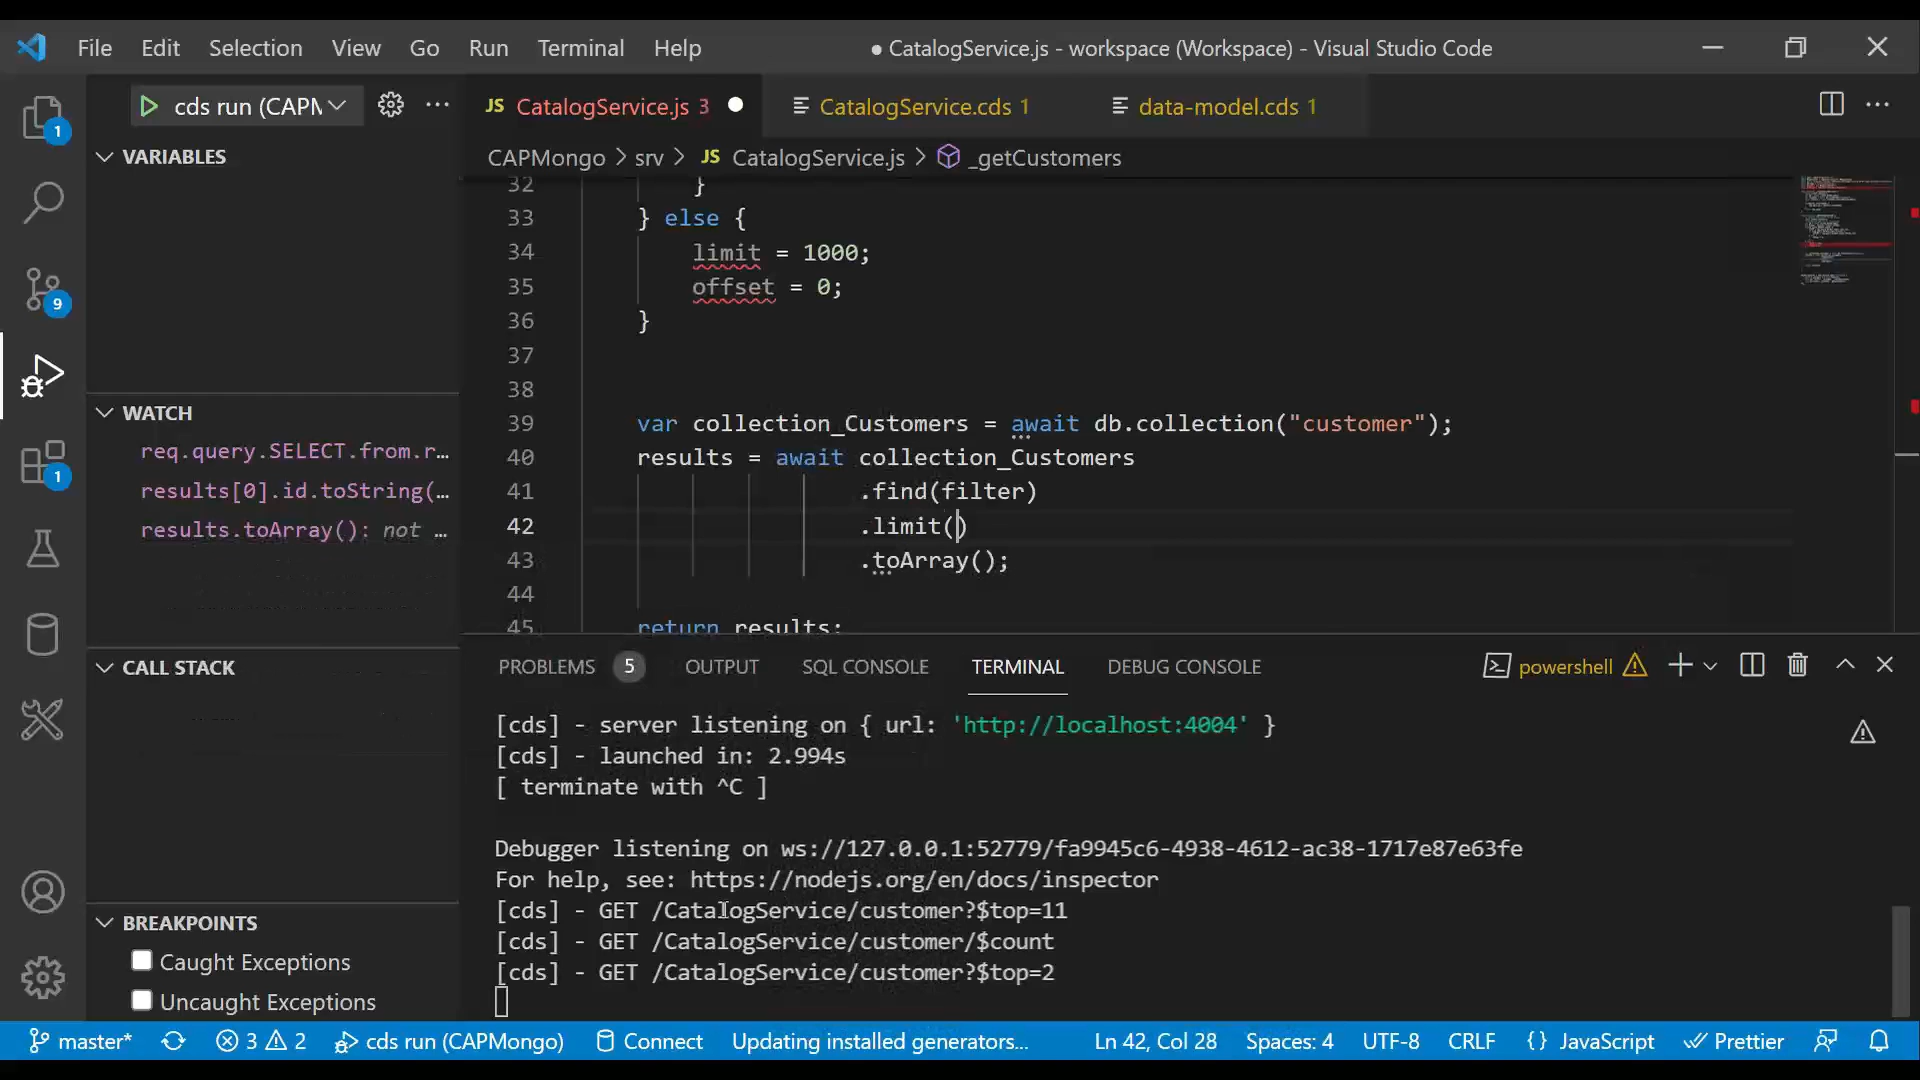 File Edit Selection View Go Run Terminal Help ● CatalogService.js - workspace (Workspace) - Visual Studio Code
cds run (CAPM
JS CatalogService.js 3 CatalogService.cds 1 data-model.cds 1
CAPMongo > srv > JS CatalogService.js > _getCustomers
1
9
1
VARIABLES
WATCH
req.query.SELECT.from.r…
results[0].id.toString(…
results.toArray(): not …
CALL STACK
BREAKPOINTS
Caught Exceptions
Uncaught Exceptions
32 }
33 } else {
34 limit = 1000;
35 offset = 0;
36 }
37
38
39 var collection_Customers = await db.collection("customer");
40 results = await collection_Customers
41 .find(filter)
42 .limit()
43 .toArray();
44
45 return results;
PROBLEMS 5 OUTPUT SQL CONSOLE TERMINAL DEBUG CONSOLE powershell
[cds] - server listening on { url: 'http://localhost:4004' }
[cds] - launched in: 2.994s
[ terminate with ^C ]
Debugger listening on ws://127.0.0.1:52779/fa9945c6-4938-4612-ac38-1717e87e63fe
For help, see: https://nodejs.org/en/docs/inspector
[cds] - GET /CatalogService/customer?$top=11
[cds] - GET /CatalogService/customer/$count
[cds] - GET /CatalogService/customer?$top=2
master* 3 2 cds run (CAPMongo) Connect Updating installed generators... Ln 42, Col 28 Spaces: 4 UTF-8 CRLF {} JavaScript Prettier